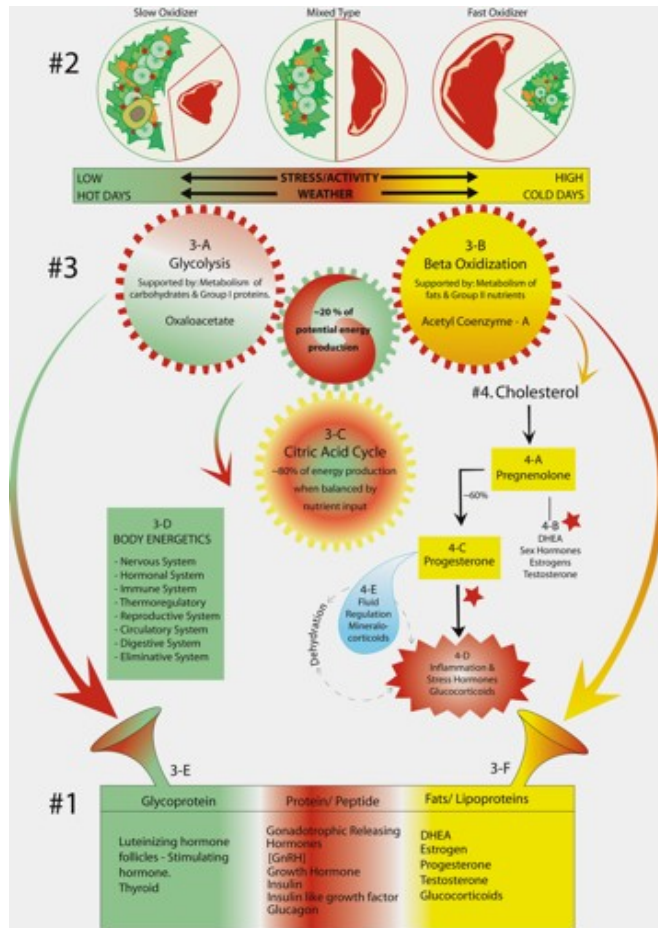 Slow Oxidizer
Mixed Type
Fast Oxidizer
#2
LOW
STRESS/ACTIVITY
HIGH
HOT DAYS
WEATHER
COLD DAYS
#3
3-A
Glycolysis
Supported by: Metabolism of
carbohydrates & Group I proteins.
Oxaloacetate
~20 % of
potential energy
production
3-B
Beta Oxidization
Supported by: Metabolism of
fats & Group II nutrients
Acetyl Coenzyme - A
3-C
Citric Acid Cycle
~80% of energy production
when balanced by
nutrient input
#4. Cholesterol
4-A
Pregnenolone
~60%
4-B
DHEA
Sex Hormones
Estrogens
Testosterone
4-C
Progesterone
4-E
Fluid
Regulation
Mineralo-
corticoids
Dehydration
4-D
Inflammation &
Stress Hormones
Glucocorticoids
3-D
BODY ENERGETICS
- Nervous System
- Hormonal System
- Immune System
- Thermoregulatory
- Reproductive System
- Circulatory System
- Digestive System
- Eliminative System
3-E
3-F
#1
Glycoprotein
Protein/ Peptide
Fats/ Lipoproteins
Luteinizing hormone
follicles - Stimulating
hormone.
Thyroid
Gonadotrophic Releasing
Hormones
[GnRH]
Growth Hormone
Insulin
Insulin like growth factor
Glucagon
DHEA
Estrogen
Progesterone
Testosterone
Glucocorticoids